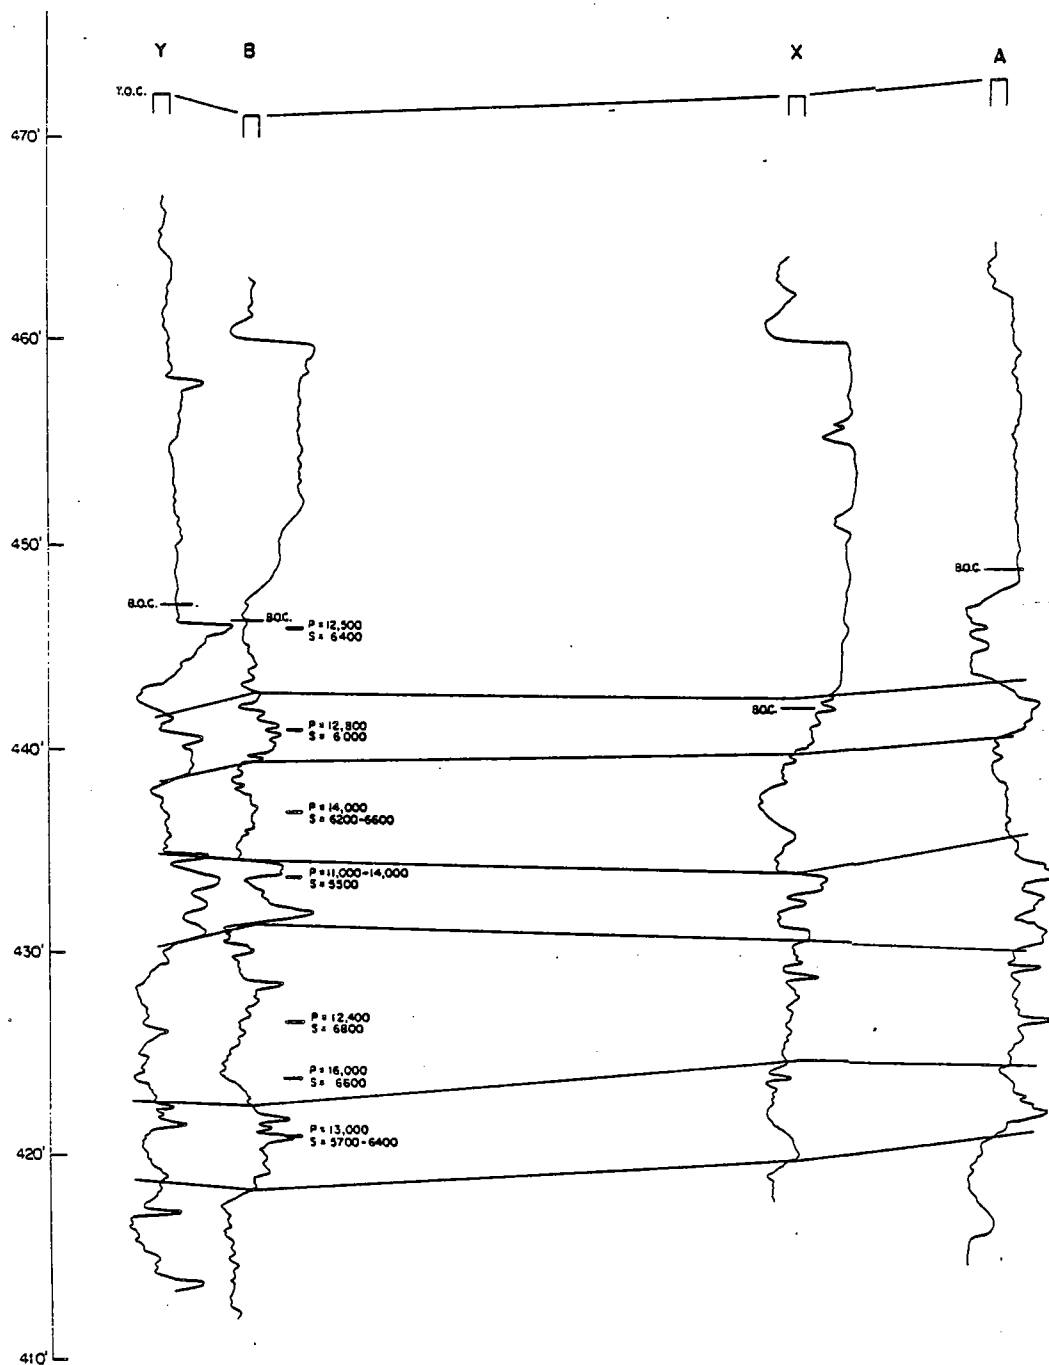 Y B X A
T.O.C.
470'
460'
450'
B.O.C.
B.O.C.
B.O.C.
P = 12,500
S = 6400
B.O.C.
440'
P = 12,800
S = 6000
P = 14,000
S = 6200-6600
P = 11,000-14,000
S = 5500
430'
P = 12,400
S = 6800
P = 16,000
S = 6600
420'
P = 13,000
S = 5700-6400
410'